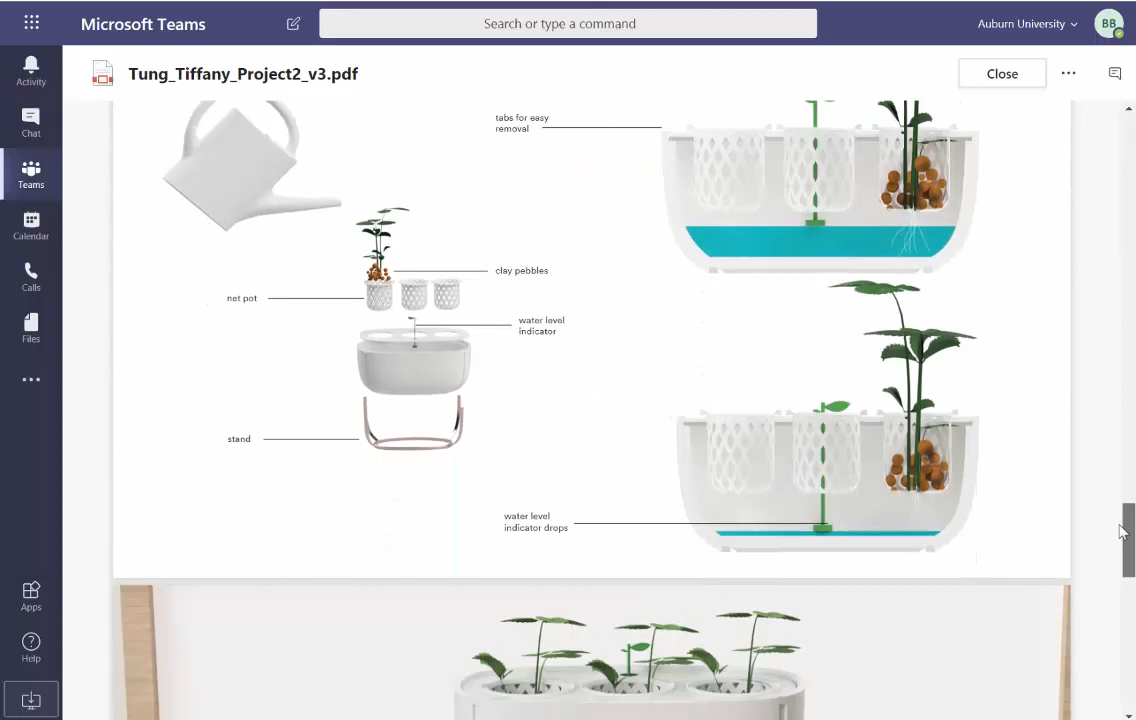 Microsoft Teams
Search or type a command
Auburn University
BB
Activity
Chat
Teams
Calendar
Calls
Files
Apps
Help
Tung_Tiffany_Project2_v3.pdf
Close
tabs for easy
removal
clay pebbles
net pot
water level
indicator
stand
water level
indicator drops